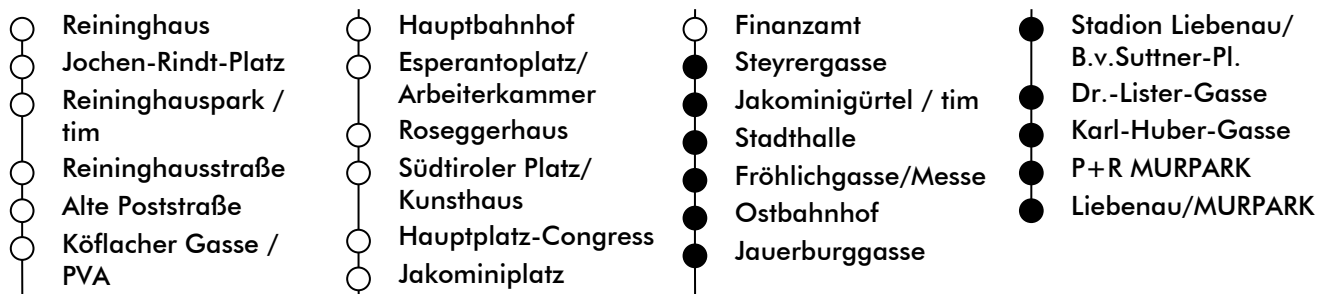 Reininghaus
Jochen-Rindt-Platz
Reininghauspark /
tim
Reininghausstraße
Alte Poststraße
Köflacher Gasse /
PVA
Hauptbahnhof
Esperantoplatz/
Arbeiterkammer
Roseggerhaus
Südtiroler Platz/
Kunsthaus
Hauptplatz-Congress
Jakominiplatz
Finanzamt
Steyrergasse
Jakominigürtel / tim
Stadthalle
Fröhlichgasse/Messe
Ostbahnhof
Jauerburggasse
Stadion Liebenau/
B.v.Suttner-Pl.
Dr.-Lister-Gasse
Karl-Huber-Gasse
P+R MURPARK
Liebenau/MURPARK